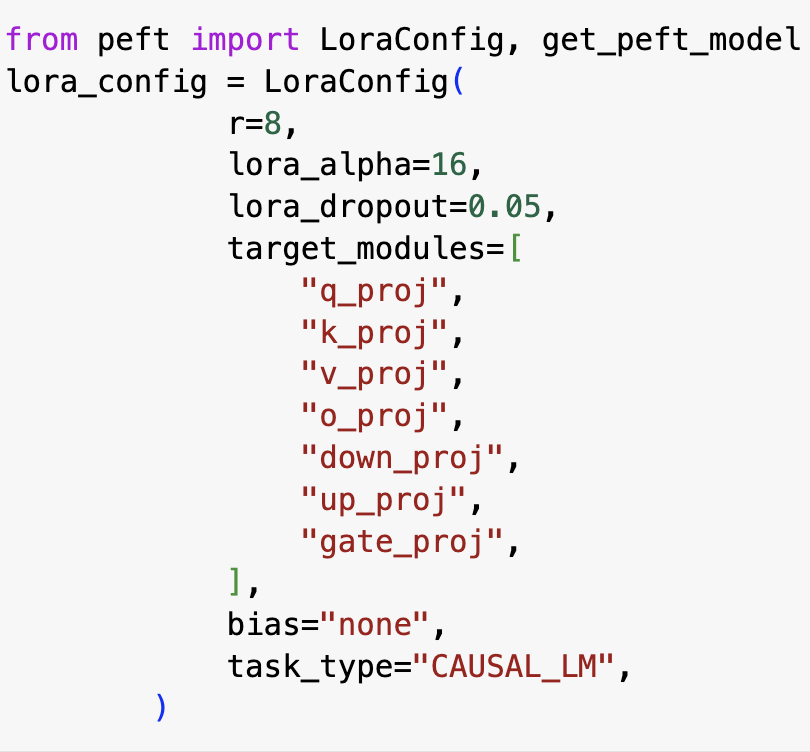 from peft import LoraConfig, get_peft_model
lora_config = LoraConfig(
            r=8,
            lora_alpha=16,
            lora_dropout=0.05,
            target_modules=[
                "q_proj",
                "k_proj",
                "v_proj",
                "o_proj",
                "down_proj",
                "up_proj",
                "gate_proj",
            ],
            bias="none",
            task_type="CAUSAL_LM",
        )